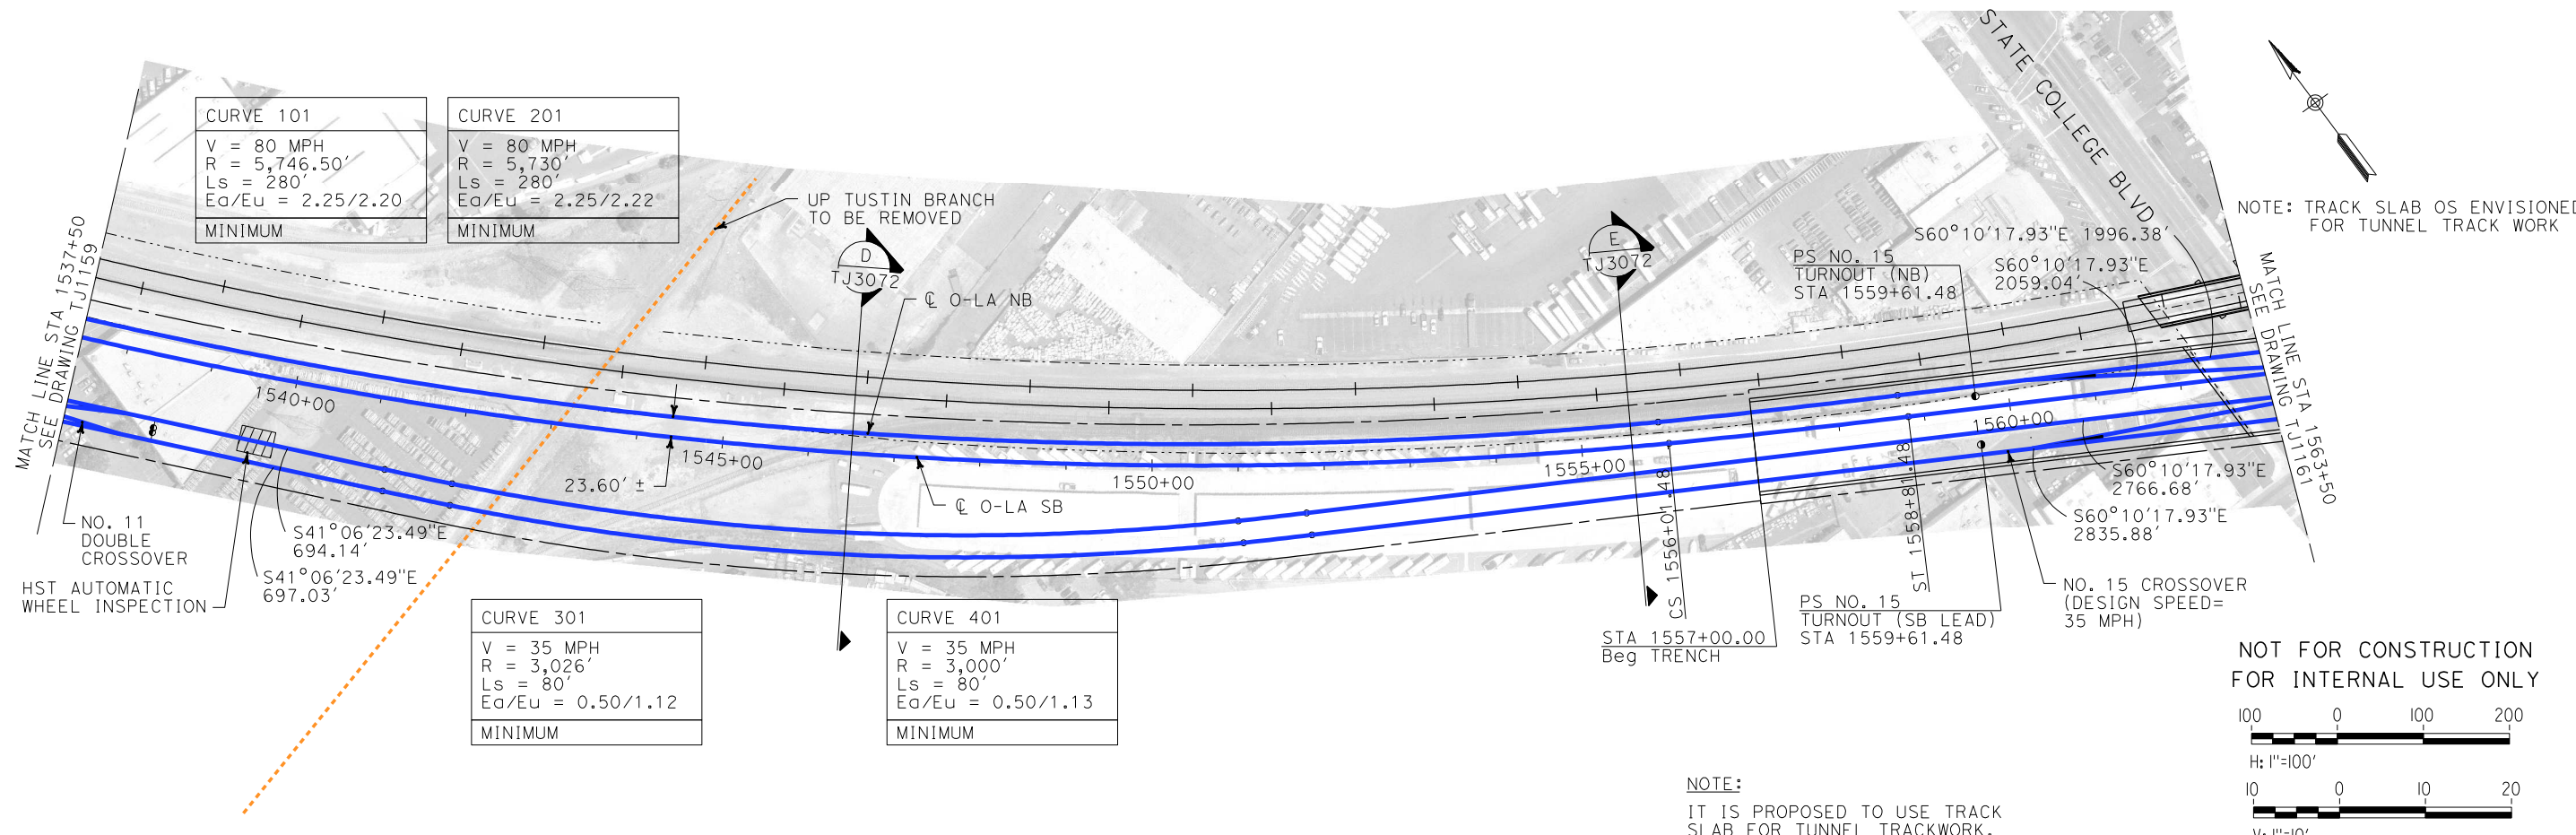 STATE COLLEGE BLVD
CURVE 101
V = 80 MPH
R = 5,746.50'
Ls = 280'
Ea/Eu = 2.25/2.20
MINIMUM
CURVE 201
V = 80 MPH
R = 5,730'
Ls = 280'
Ea/Eu = 2.25/2.22
MINIMUM
UP TUSTIN BRANCH
TO BE REMOVED
D
TJ3072
E
TJ3072
℄ O-LA NB
PS NO. 15
TURNOUT (NB)
STA 1559+61.48
S60°10'17.93"E 1996.38'
S60°10'17.93"E
2059.04'
NOTE: TRACK SLAB OS ENVISIONED
FOR TUNNEL TRACK WORK
MATCH LINE STA 1537+50
SEE DRAWING TJ1159
MATCH LINE STA 1563+50
SEE DRAWING TJ1161
1540+00
1545+00
1550+00
1555+00
1560+00
23.60' ±
℄ O-LA SB
CS 1556+01.48
ST 1558+81.48
S60°10'17.93"E
2766.68'
S60°10'17.93"E
2835.88'
NO. 11
DOUBLE
CROSSOVER
HST AUTOMATIC
WHEEL INSPECTION
S41°06'23.49"E
694.14'
S41°06'23.49"E
697.03'
CURVE 301
V = 35 MPH
R = 3,026'
Ls = 80'
Ea/Eu = 0.50/1.12
MINIMUM
CURVE 401
V = 35 MPH
R = 3,000'
Ls = 80'
Ea/Eu = 0.50/1.13
MINIMUM
STA 1557+00.00
Beg TRENCH
PS NO. 15
TURNOUT (SB LEAD)
STA 1559+61.48
NO. 15 CROSSOVER
(DESIGN SPEED=
35 MPH)
NOT FOR CONSTRUCTION
FOR INTERNAL USE ONLY
100 0 100 200
H: 1"=100'
10 0 10 20
V: 1"=10'
NOTE:
IT IS PROPOSED TO USE TRACK
SLAB FOR TUNNEL TRACKWORK.